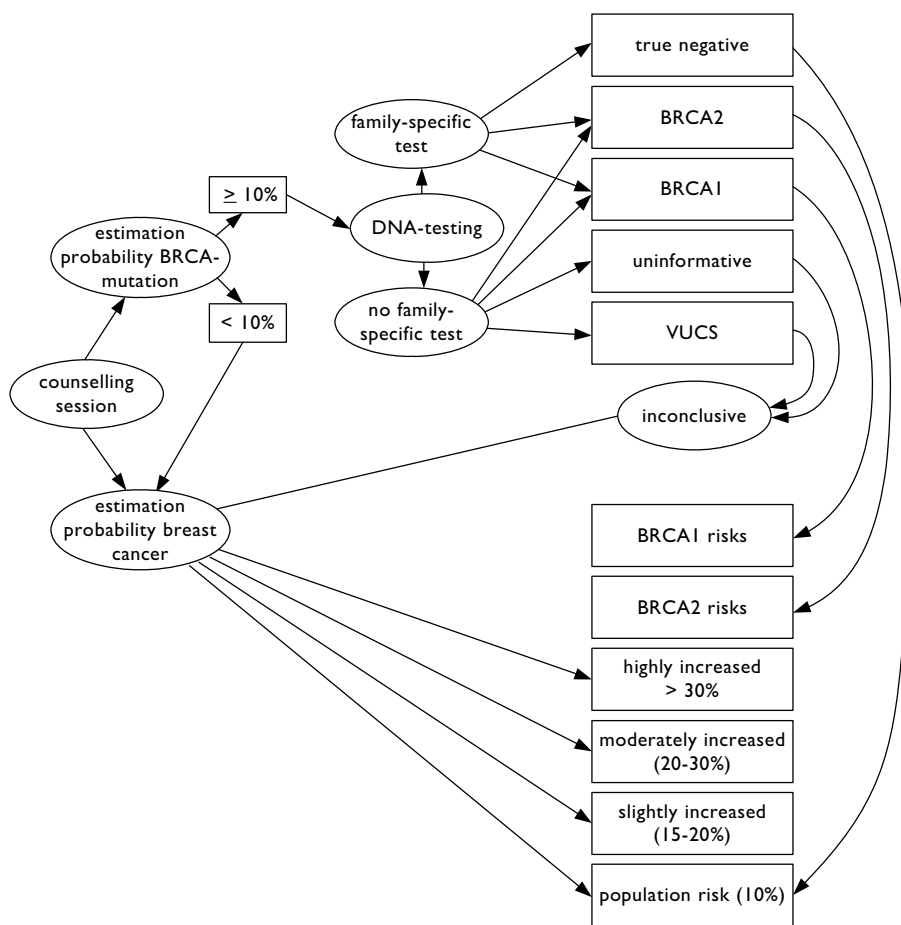 true negative
family-specific
test
BRCA2
≥ 10%
BRCA1
DNA-testing
estimation
probability BRCA-
mutation
uninformative
< 10%
no family-
specific test
VUCS
counselling
session
inconclusive
estimation
probability breast
cancer
BRCA1 risks
BRCA2 risks
highly increased
> 30%
moderately increased
(20-30%)
slightly increased
(15-20%)
population risk (10%)